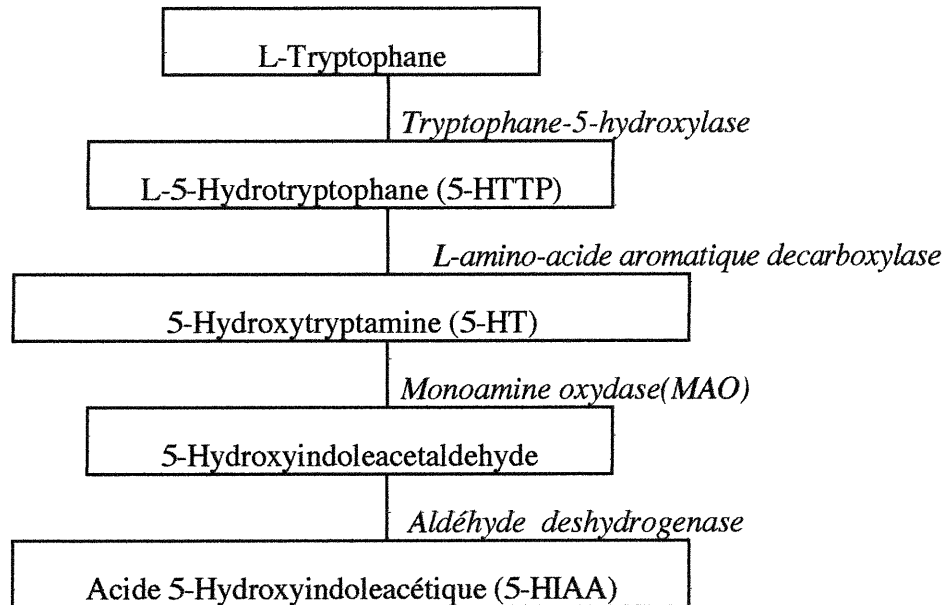 L-Tryptophane
Tryptophane-5-hydroxylase
L-5-Hydrotryptophane (5-HTTP)
L-amino-acide aromatique decarboxylase
5-Hydroxytryptamine (5-HT)
Monoamine oxydase(MAO)
5-Hydroxyindoleacetaldehyde
Aldéhyde deshydrogenase
Acide 5-Hydroxyindoleacétique (5-HIAA)